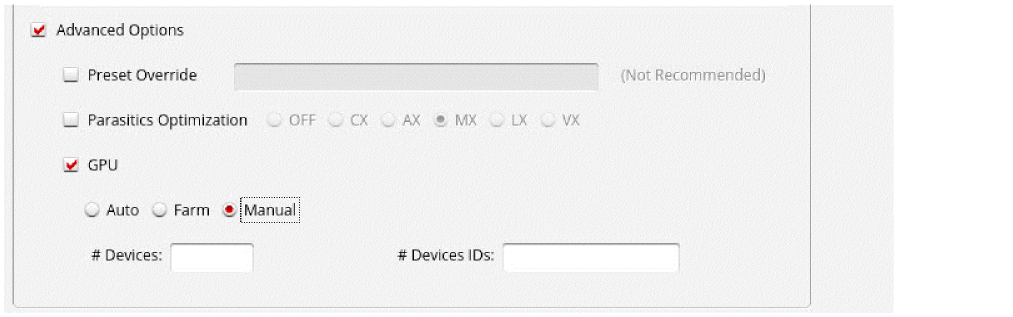 Advanced Options
Preset Override (Not Recommended)
Parasitics Optimization OFF CX AX MX LX VX
GPU
Auto Farm Manual
# Devices: # Devices IDs: